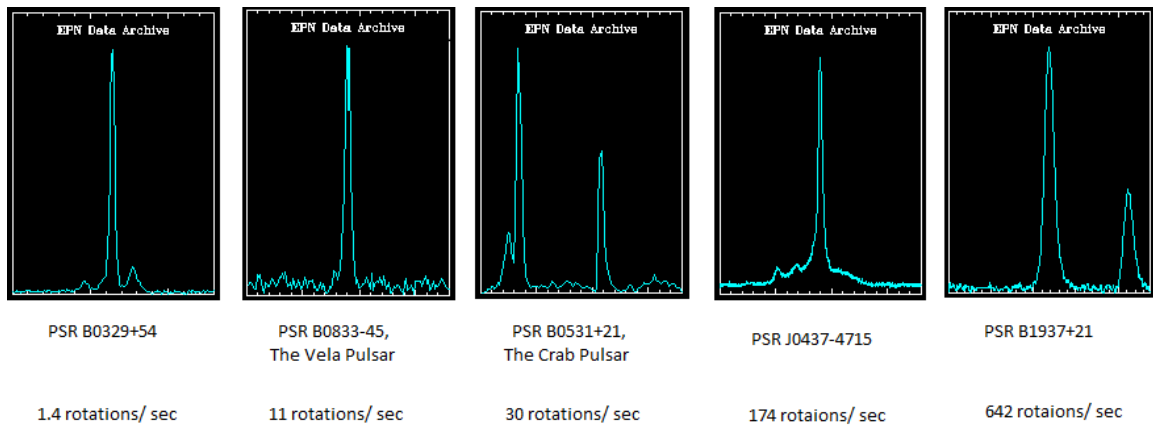 EPN Data Archive
EPN Data Archive
EPN Data Archive
EPN Data Archive
EPN Data Archive
PSR B0329+54
PSR B0833-45,
The Vela Pulsar
PSR B0531+21,
The Crab Pulsar
PSR J0437-4715
PSR B1937+21
1.4 rotations/ sec
11 rotations/ sec
30 rotations/ sec
174 rotaions/ sec
642 rotaions/ sec